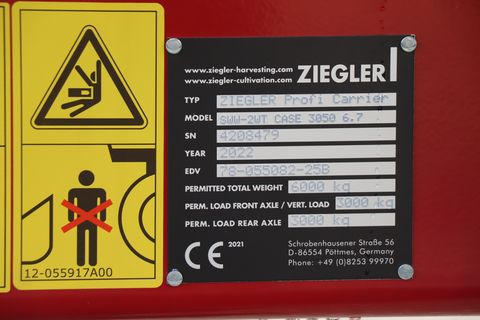 www.ziegler-harvesting.com
www.ziegler-cultivation.com
ZIEGLER
TYP ZIEGLER Profi Carrier
MODEL SWW-2WT CASE 3050 6.7
SN 4208479
YEAR 2022
EDV 78-055082-25B
PERMITTED TOTAL WEIGHT 6000 kg
PERM. LOAD FRONT AXLE / VERT. LOAD 3000 kg
PERM. LOAD REAR AXLE 3000 kg
CE 2021
Schrobenhausener Straße 56
D-86554 Pöttmes, Germany
Phone: +49 (0)8253 99970
12-055917A00